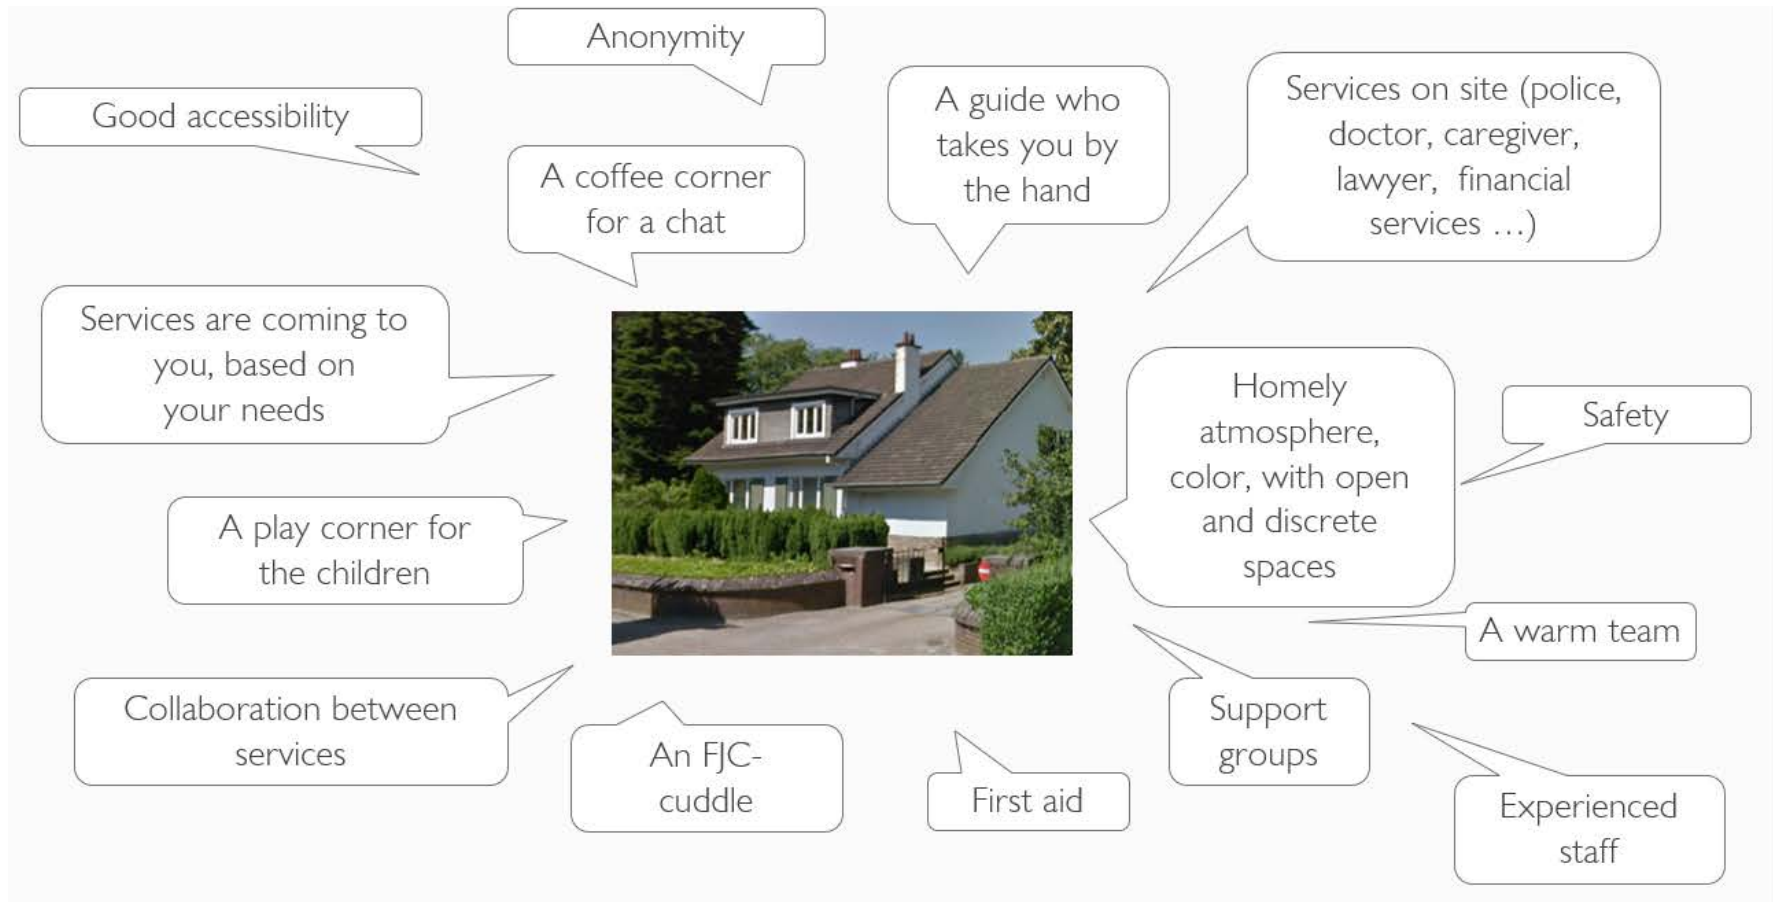 Anonymity
Good accessibility
A guide who
takes you by
the hand
Services on site (police,
doctor, caregiver,
lawyer, financial
services …)
A coffee corner
for a chat
Services are coming to
you, based on
your needs
Homely
atmosphere,
color, with open
and discrete
spaces
Safety
A play corner for
the children
A warm team
Collaboration between
services
An FJC-
cuddle
First aid
Support
groups
Experienced
staff